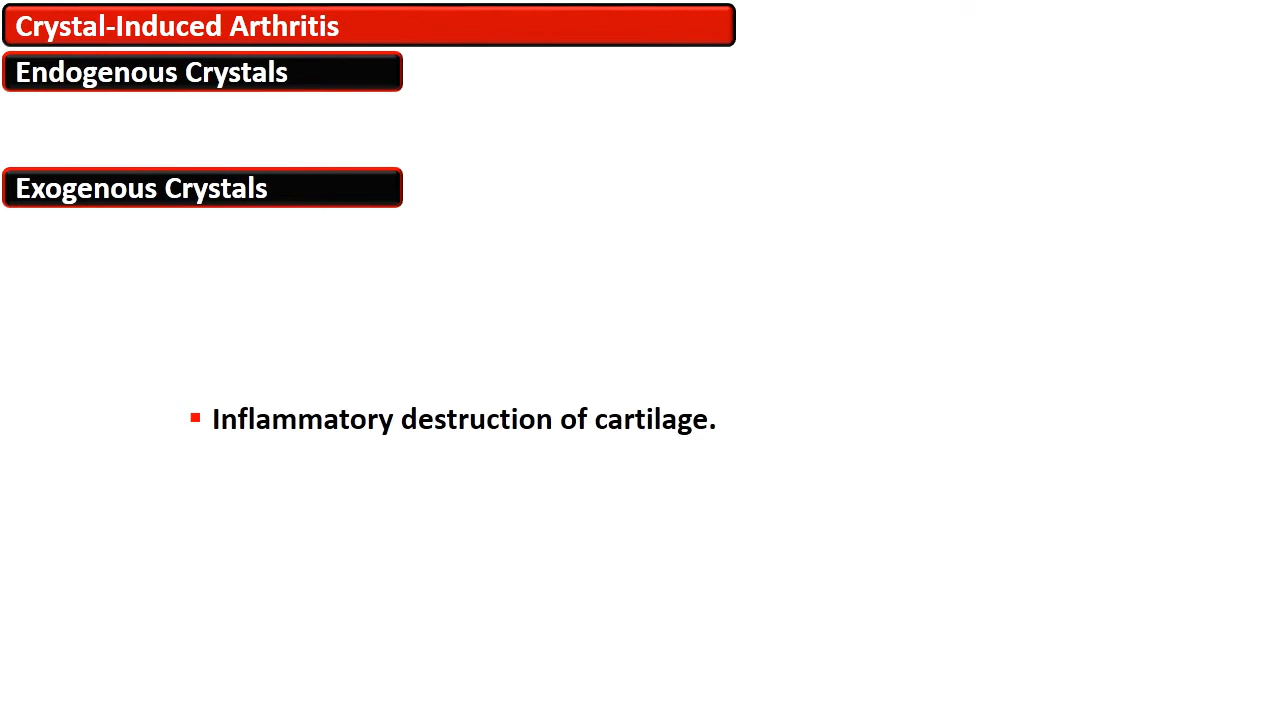 Crystal-Induced Arthritis
Endogenous Crystals
Exogenous Crystals
▪ Inflammatory destruction of cartilage.